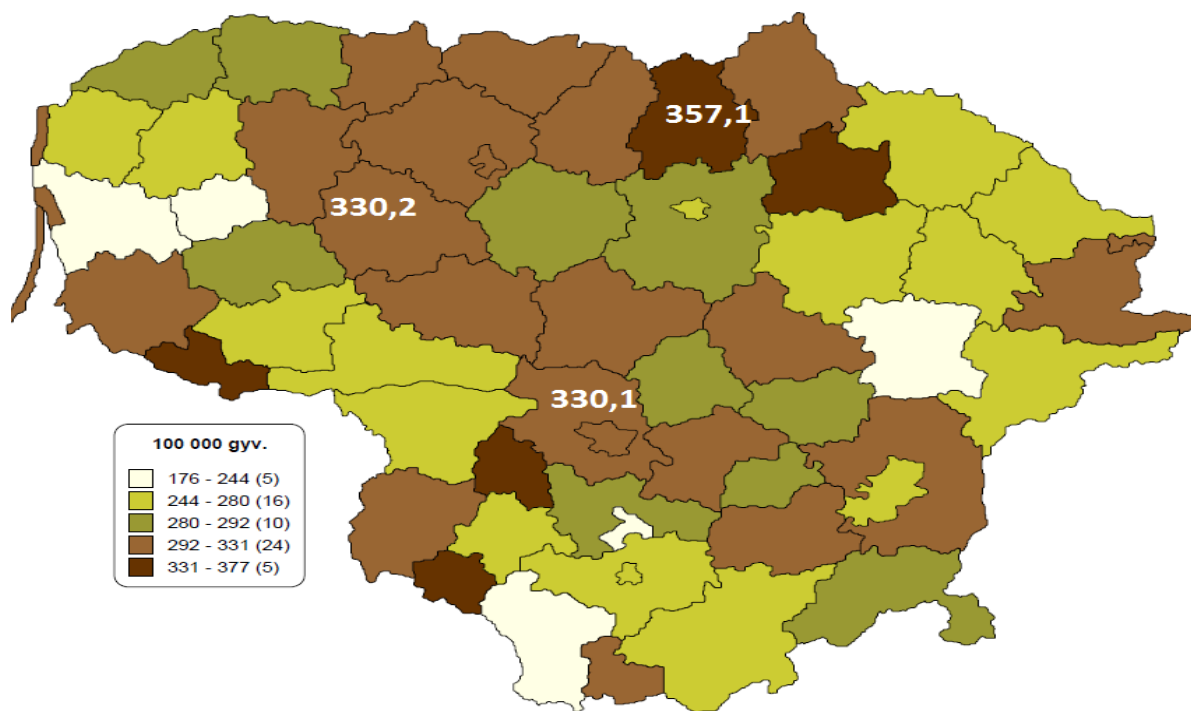 357,1
330,2
330,1
100 000 gyv.
176 - 244 (5)
244 - 280 (16)
280 - 292 (10)
292 - 331 (24)
331 - 377 (5)